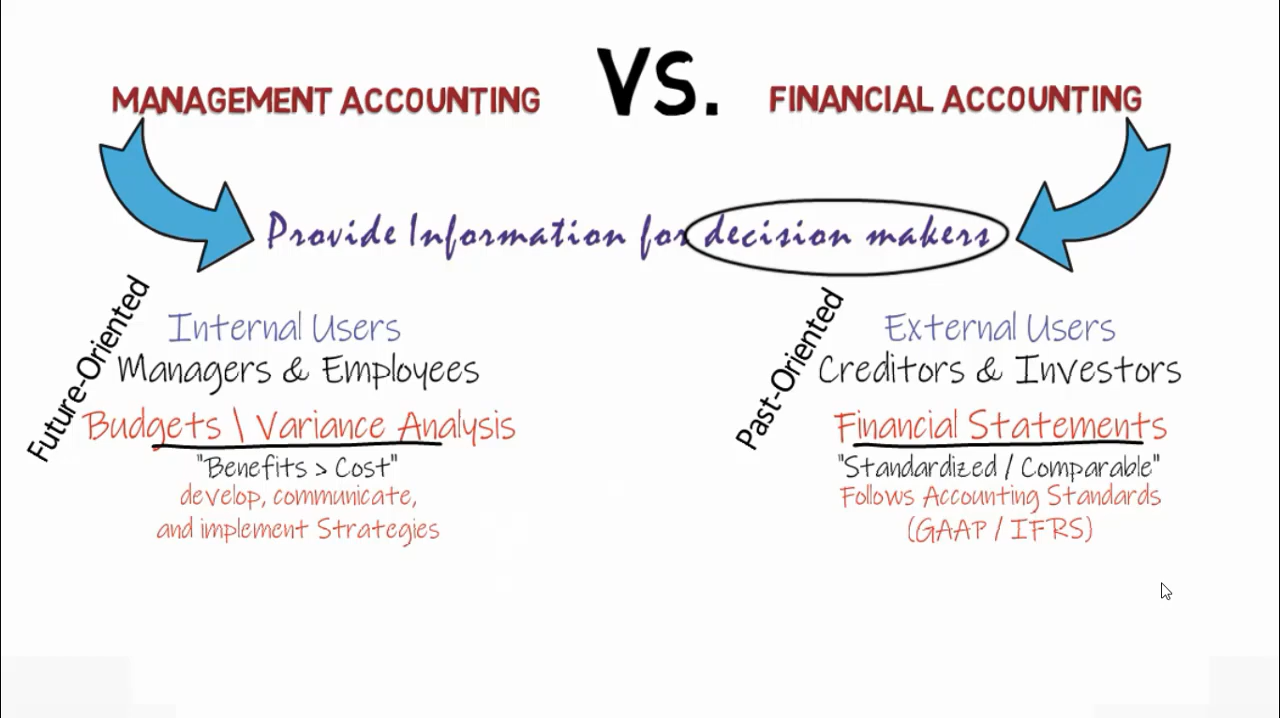 MANAGEMENT ACCOUNTING
VS.
FINANCIAL ACCOUNTING
Provide Information for decision makers
Future-Oriented
Internal Users
Managers & Employees
Budgets \ Variance Analysis
"Benefits > Cost"
develop, communicate,
and implement Strategies
Past-Oriented
External Users
Creditors & Investors
Financial Statements
"Standardized / Comparable"
Follows Accounting Standards
(GAAP / IFRS)